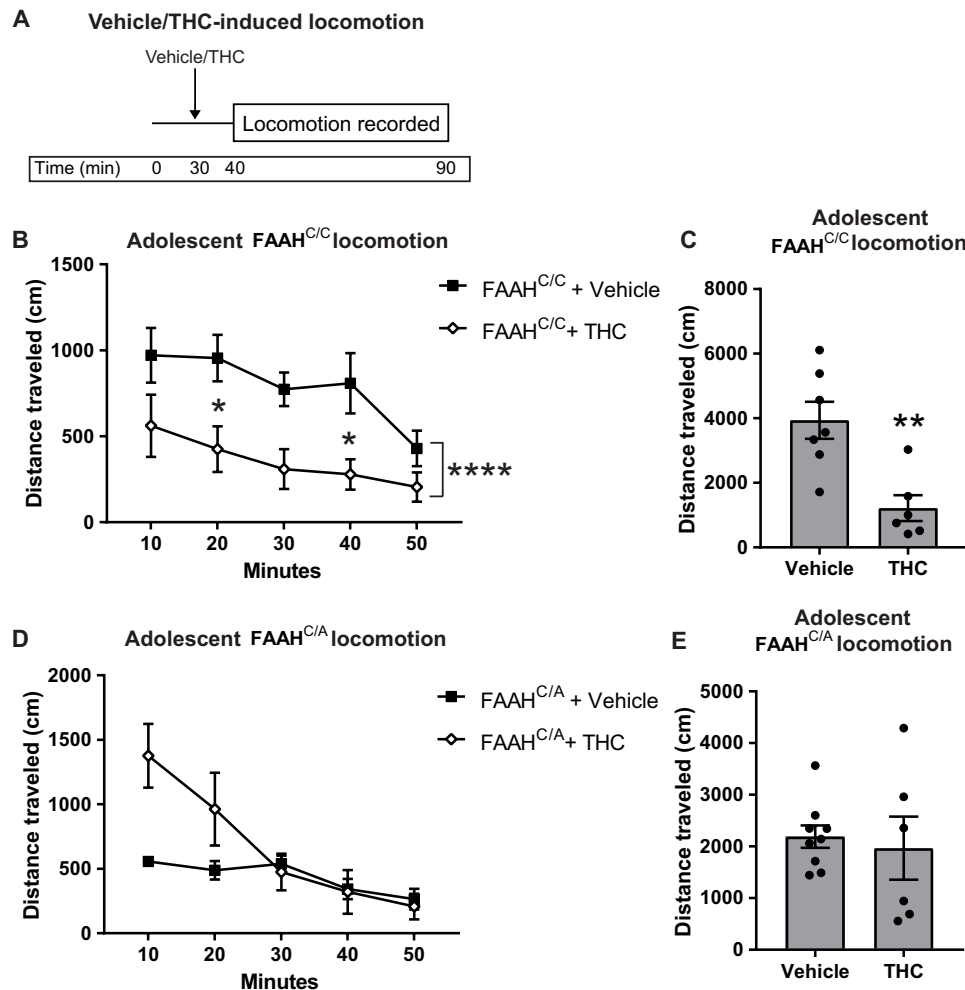 A
Vehicle/THC-induced locomotion
Vehicle/THC
Locomotion recorded
Time (min) 0 30 40 90
B
Adolescent FAAH^C/C locomotion
Distance traveled (cm)
1500
1000
500
0
*
*
****
10 20 30 40 50
Minutes
FAAH^C/C + Vehicle
FAAH^C/C + THC
C
Adolescent
FAAH^C/C locomotion
Distance traveled (cm)
8000
6000
4000
2000
0
**
Vehicle THC
D
Adolescent FAAH^C/A locomotion
Distance traveled (cm)
2000
1500
1000
500
0
10 20 30 40 50
Minutes
FAAH^C/A + Vehicle
FAAH^C/A + THC
E
Adolescent
FAAH^C/A locomotion
Distance traveled (cm)
5000
4000
3000
2000
1000
0
Vehicle THC